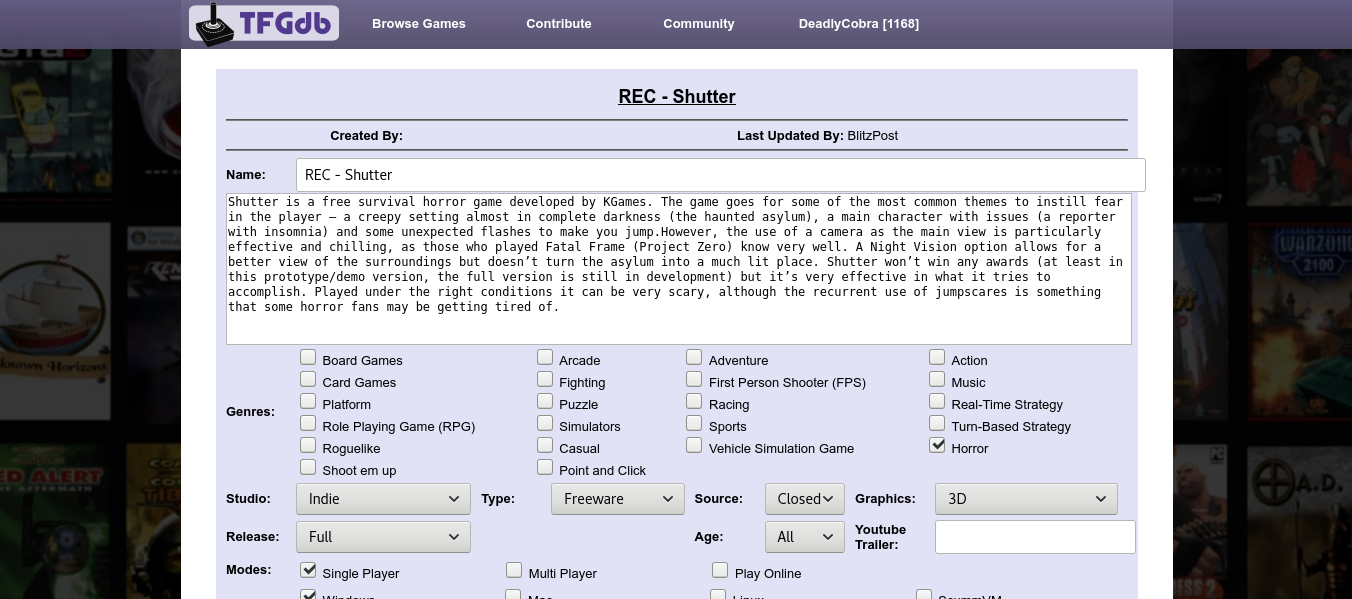 TFGdb
Browse Games Contribute Community DeadlyCobra [1168]
REC - Shutter
Created By: Last Updated By: BlitzPost
Name: REC - Shutter
Shutter is a free survival horror game developed by KGames. The game goes for some of the most common themes to instill fear
in the player – a creepy setting almost in complete darkness (the haunted asylum), a main character with issues (a reporter
with insomnia) and some unexpected flashes to make you jump.However, the use of a camera as the main view is particularly
effective and chilling, as those who played Fatal Frame (Project Zero) know very well. A Night Vision option allows for a
better view of the surroundings but doesn’t turn the asylum into a much lit place. Shutter won’t win any awards (at least in
this prototype/demo version, the full version is still in development) but it’s very effective in what it tries to
accomplish. Played under the right conditions it can be very scary, although the recurrent use of jumpscares is something
that some horror fans may be getting tired of.
Genres:
Board Games Arcade Adventure Action
Card Games Fighting First Person Shooter (FPS) Music
Platform Puzzle Racing Real-Time Strategy
Role Playing Game (RPG) Simulators Sports Turn-Based Strategy
Roguelike Casual Vehicle Simulation Game Horror
Shoot em up Point and Click
Studio: Indie Type: Freeware Source: Closed Graphics: 3D
Release: Full Age: All Youtube
Trailer:
Modes: Single Player Multi Player Play Online
Windows Mac Linux ScummVM
nknown Horizons
WARZONE
2100
ED ALERT
THE AFTERMATH
A.D.